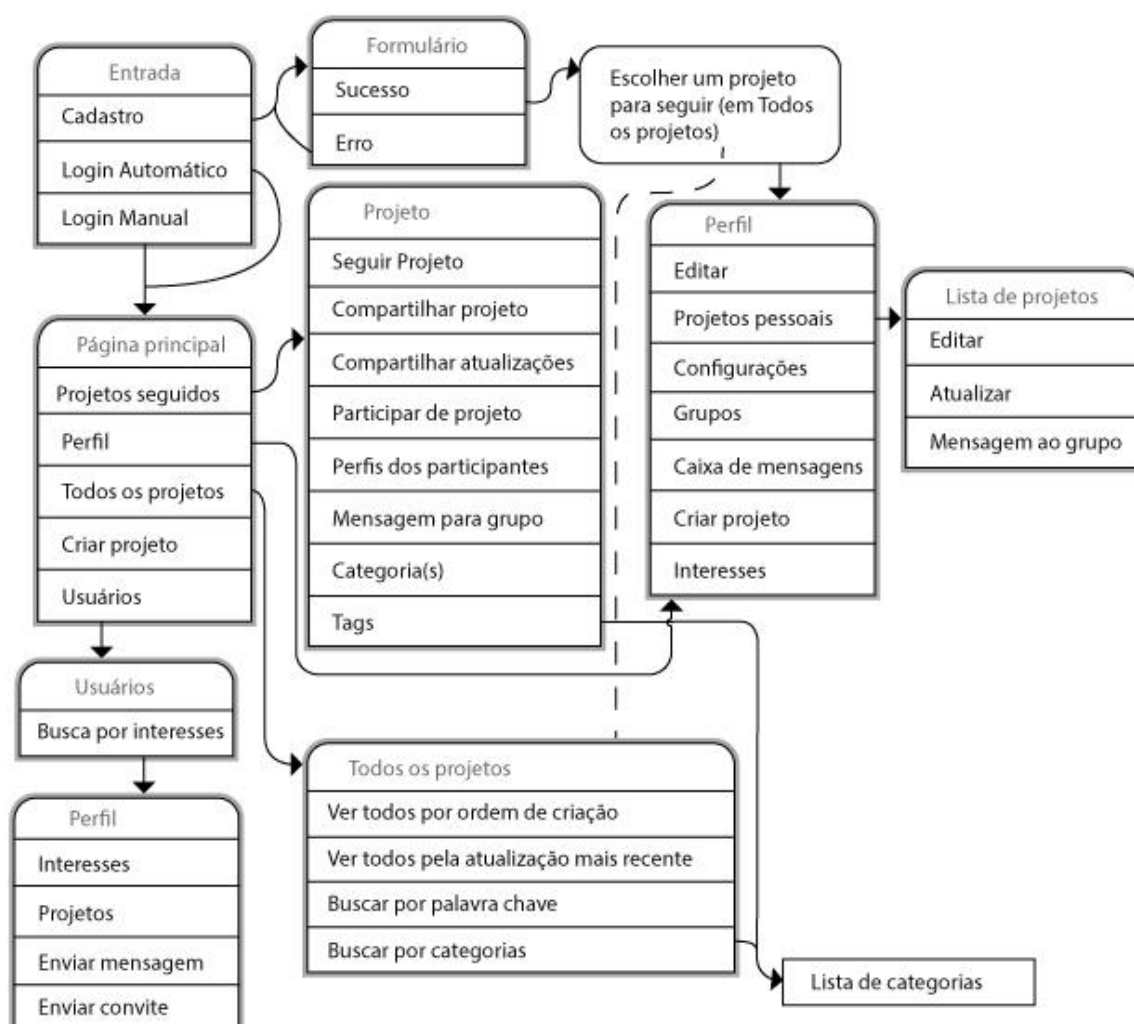 Entrada
Cadastro
Login Automático
Login Manual
Formulário
Sucesso
Erro
Escolher um projeto
para seguir (em Todos
os projetos)
Projeto
Seguir Projeto
Compartilhar projeto
Compartilhar atualizações
Participar de projeto
Perfis dos participantes
Mensagem para grupo
Categoria(s)
Tags
Perfil
Editar
Projetos pessoais
Configurações
Grupos
Caixa de mensagens
Criar projeto
Interesses
Lista de projetos
Editar
Atualizar
Mensagem ao grupo
Página principal
Projetos seguidos
Perfil
Todos os projetos
Criar projeto
Usuários
Usuários
Busca por interesses
Perfil
Interesses
Projetos
Enviar mensagem
Enviar convite
Todos os projetos
Ver todos por ordem de criação
Ver todos pela atualização mais recente
Buscar por palavra chave
Buscar por categorias
Lista de categorias